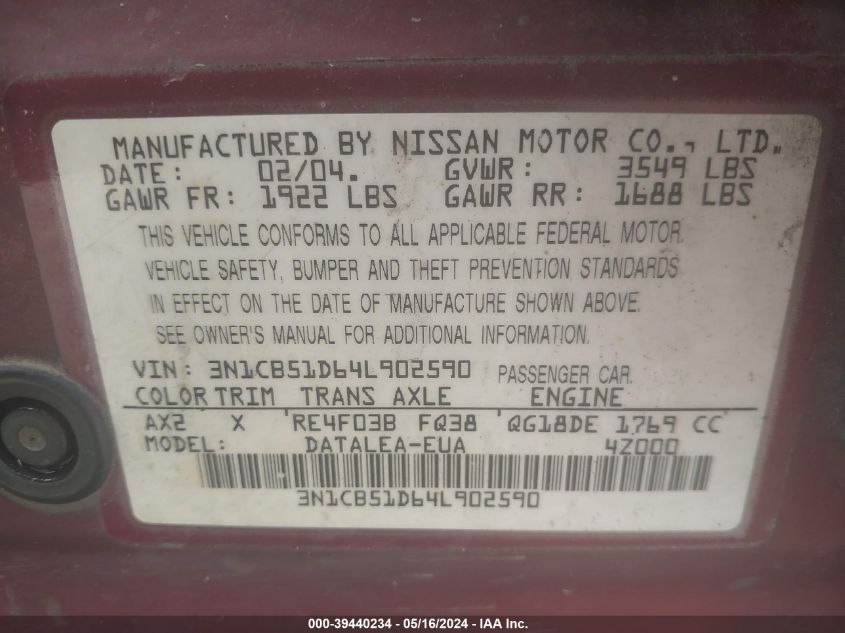 MANUFACTURED BY NISSAN MOTOR CO., LTD.
DATE: 02/04. GVWR: 3549 LBS
GAWR FR: 1922 LBS GAWR RR: 1688 LBS
THIS VEHICLE CONFORMS TO ALL APPLICABLE FEDERAL MOTOR
VEHICLE SAFETY, BUMPER AND THEFT PREVENTION STANDARDS
IN EFFECT ON THE DATE OF MANUFACTURE SHOWN ABOVE.
SEE OWNER'S MANUAL FOR ADDITIONAL INFORMATION.
VIN: 3N1CB51D64L902590 PASSENGER CAR.
COLOR TRIM TRANS AXLE ENGINE
AX2 X RE4F03B FQ38 QG18DE 1769 CC
MODEL: DATALEA-EUA 4Z000
3N1CB51D64L902590
000-39440234 - 05/16/2024 - IAA Inc.